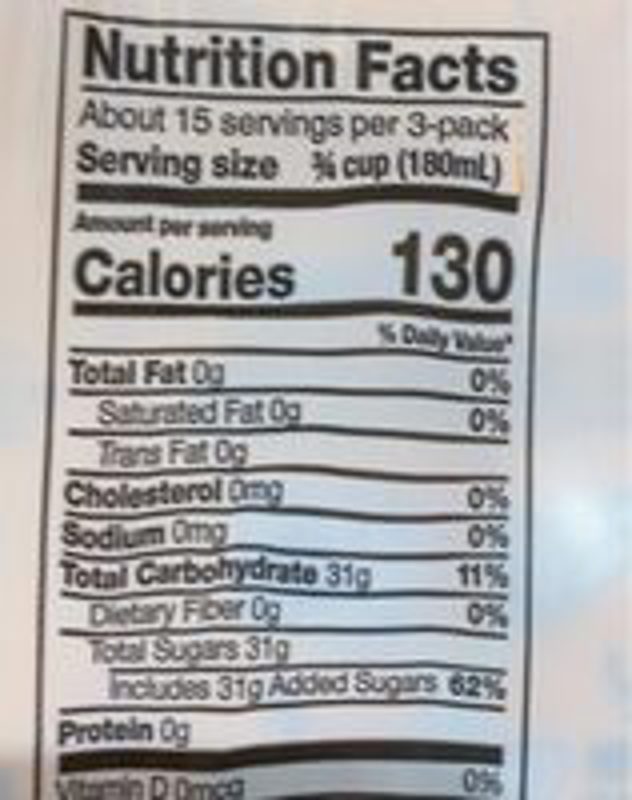 Nutrition Facts
About 15 servings per 3-pack
Serving size ¾ cup (180mL)
Amount per serving
Calories 130
% Daily Value*
Total Fat 0g 0%
Saturated Fat 0g 0%
Trans Fat 0g
Cholesterol 0mg 0%
Sodium 0mg 0%
Total Carbohydrate 31g 11%
Dietary Fiber 0g 0%
Total Sugars 31g
Includes 31g Added Sugars 62%
Protein 0g
Vitamin D 0mcg 0%